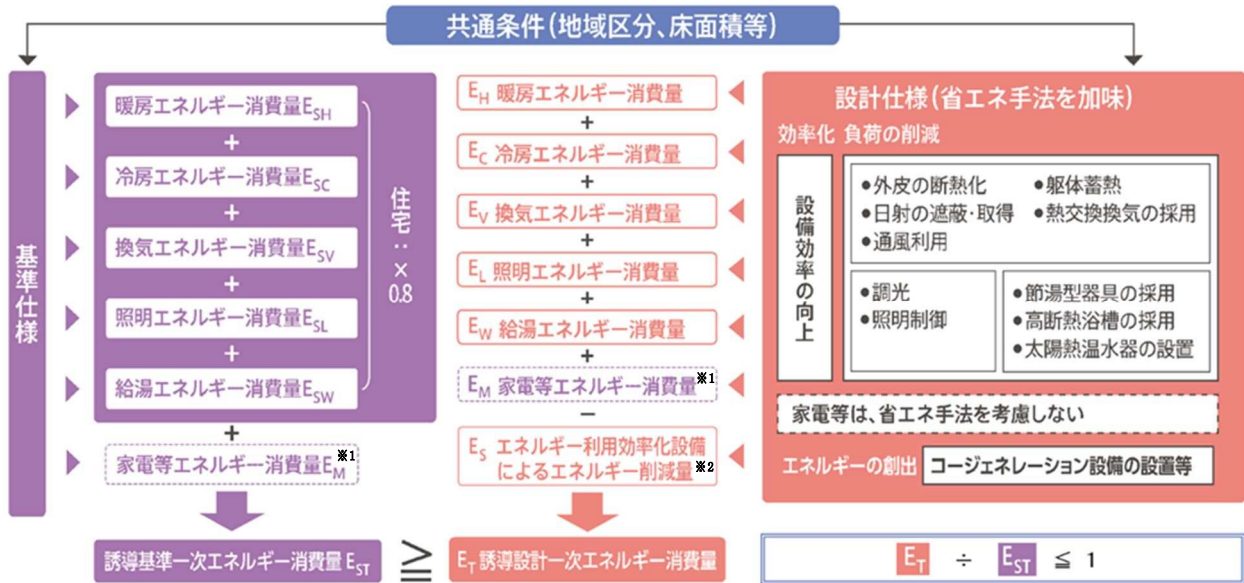 共通条件(地域区分、床面積等)
基準仕様
暖房エネルギー消費量ESH
+
冷房エネルギー消費量ESC
+
換気エネルギー消費量ESV
+
照明エネルギー消費量ESL
+
給湯エネルギー消費量ESW
住宅:×0.8
+
家電等エネルギー消費量EM※1
誘導基準一次エネルギー消費量EST
≧
EH 暖房エネルギー消費量
+
EC 冷房エネルギー消費量
+
EV 換気エネルギー消費量
+
EL 照明エネルギー消費量
+
EW 給湯エネルギー消費量
+
EM 家電等エネルギー消費量※1
−
ES エネルギー利用効率化設備
によるエネルギー削減量※2
ET 誘導設計一次エネルギー消費量
設計仕様(省エネ手法を加味)
効率化 負荷の削減
設備効率の向上
●外皮の断熱化 ●躯体蓄熱
●日射の遮蔽・取得 ●熱交換換気の採用
●通風利用
●調光
●照明制御
●節湯型器具の採用
●高断熱浴槽の採用
●太陽熱温水器の設置
家電等は、省エネ手法を考慮しない
エネルギーの創出 コージェネレーション設備の設置等
ET ÷ EST ≦ 1